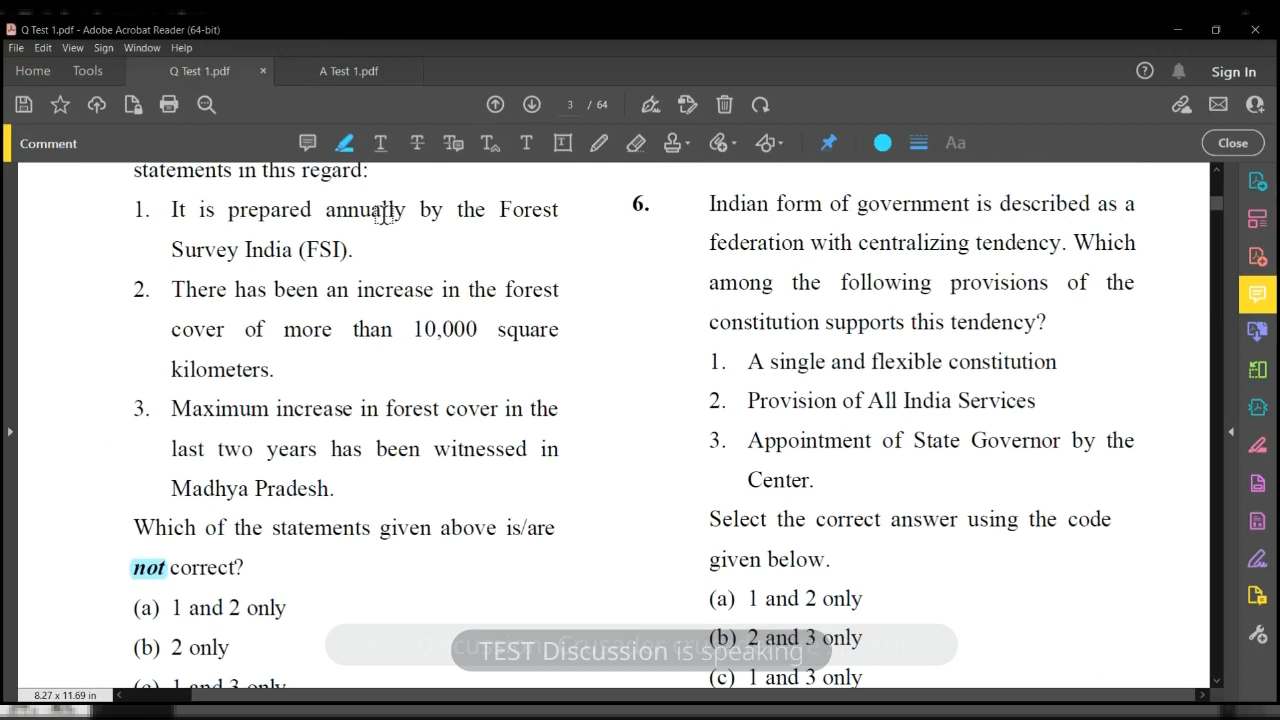 Q Test 1.pdf - Adobe Acrobat Reader (64-bit)
File Edit View Sign Window Help
Home Tools Q Test 1.pdf × A Test 1.pdf Sign In
3 / 64
Comment
Close
statements in this regard:
1. It is prepared annually by the Forest
Survey India (FSI).
2. There has been an increase in the forest
cover of more than 10,000 square
kilometers.
3. Maximum increase in forest cover in the
last two years has been witnessed in
Madhya Pradesh.
Which of the statements given above is/are
not correct?
(a) 1 and 2 only
(b) 2 only
(c) 1 and 3 only
6. Indian form of government is described as a
federation with centralizing tendency. Which
among the following provisions of the
constitution supports this tendency?
1. A single and flexible constitution
2. Provision of All India Services
3. Appointment of State Governor by the
Center.
Select the correct answer using the code
given below.
(a) 1 and 2 only
(b) 2 and 3 only
(c) 1 and 3 only
TEST Discussion is speaking
8.27 x 11.69 in